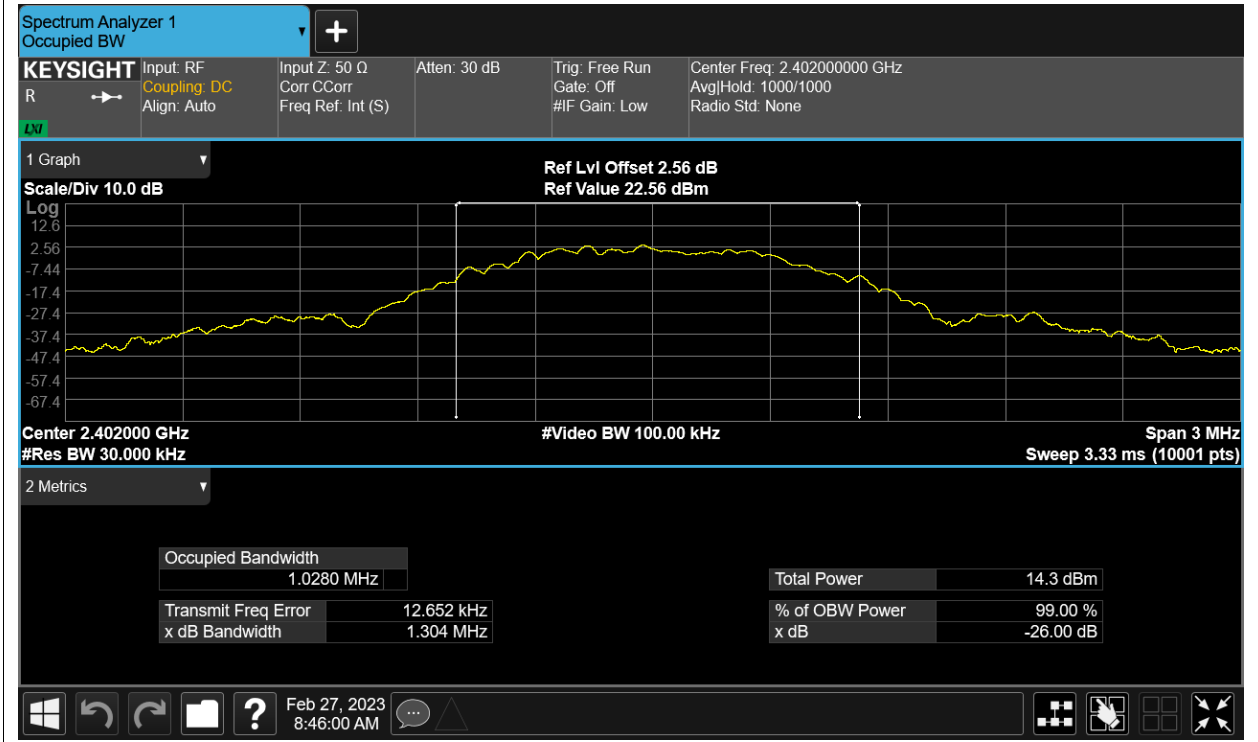 Spectrum Analyzer 1
Occupied BW
KEYSIGHT
R
LXI
Input: RF
Coupling: DC
Align: Auto
Input Z: 50 Ω
Corr CCorr
Freq Ref: Int (S)
Atten: 30 dB
Trig: Free Run
Gate: Off
#IF Gain: Low
Center Freq: 2.402000000 GHz
Avg|Hold: 1000/1000
Radio Std: None
1 Graph
Scale/Div 10.0 dB
Ref Lvl Offset 2.56 dB
Ref Value 22.56 dBm
Log
12.6
2.56
-7.44
-17.4
-27.4
-37.4
-47.4
-57.4
-67.4
Center 2.402000 GHz
#Res BW 30.000 kHz
#Video BW 100.00 kHz
Span 3 MHz
Sweep 3.33 ms (10001 pts)
2 Metrics
Occupied Bandwidth
1.0280 MHz
Transmit Freq Error 12.652 kHz
x dB Bandwidth 1.304 MHz
Total Power 14.3 dBm
% of OBW Power 99.00 %
x dB -26.00 dB
?
Feb 27, 2023
8:46:00 AM